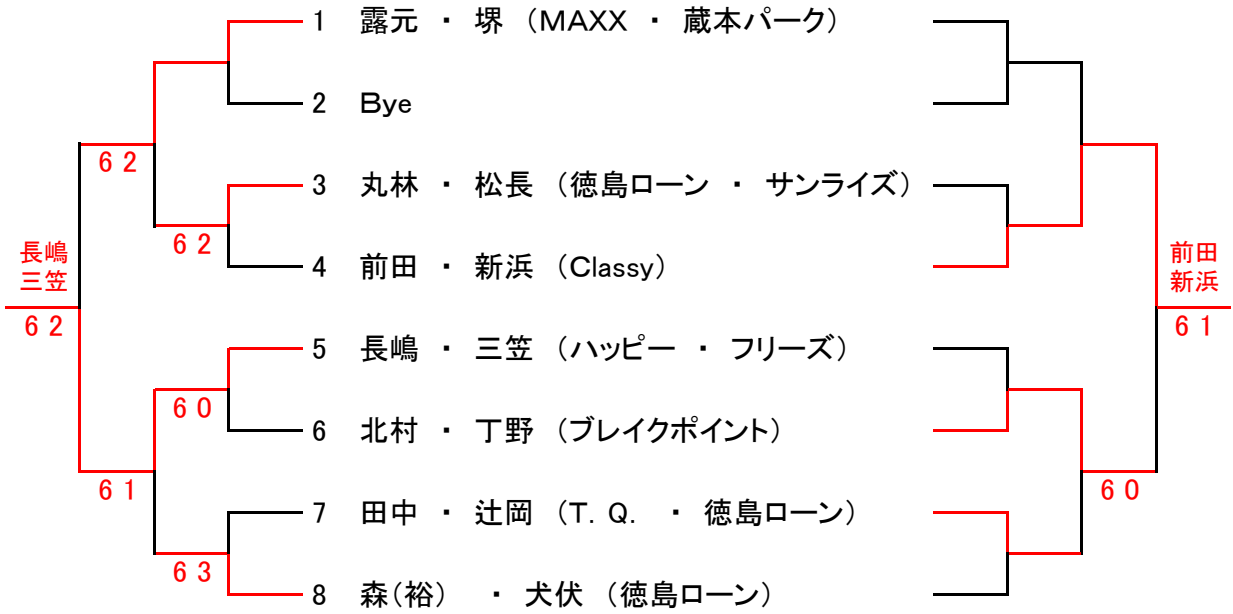 1 露元 ・ 堺 （MAXX ・ 蔵本パーク）
2 Bye
6 2
3 丸林 ・ 松長 （徳島ローン ・ サンライズ）
6 2
4 前田 ・ 新浜 （Classy）
長嶋
三笠
6 2
前田
新浜
6 1
5 長嶋 ・ 三笠 （ハッピー ・ フリーズ）
6 0
6 北村 ・ 丁野 （ブレイクポイント）
6 1
6 0
7 田中 ・ 辻岡 （T. Q. ・ 徳島ローン）
6 3
8 森（裕） ・ 犬伏 （徳島ローン）